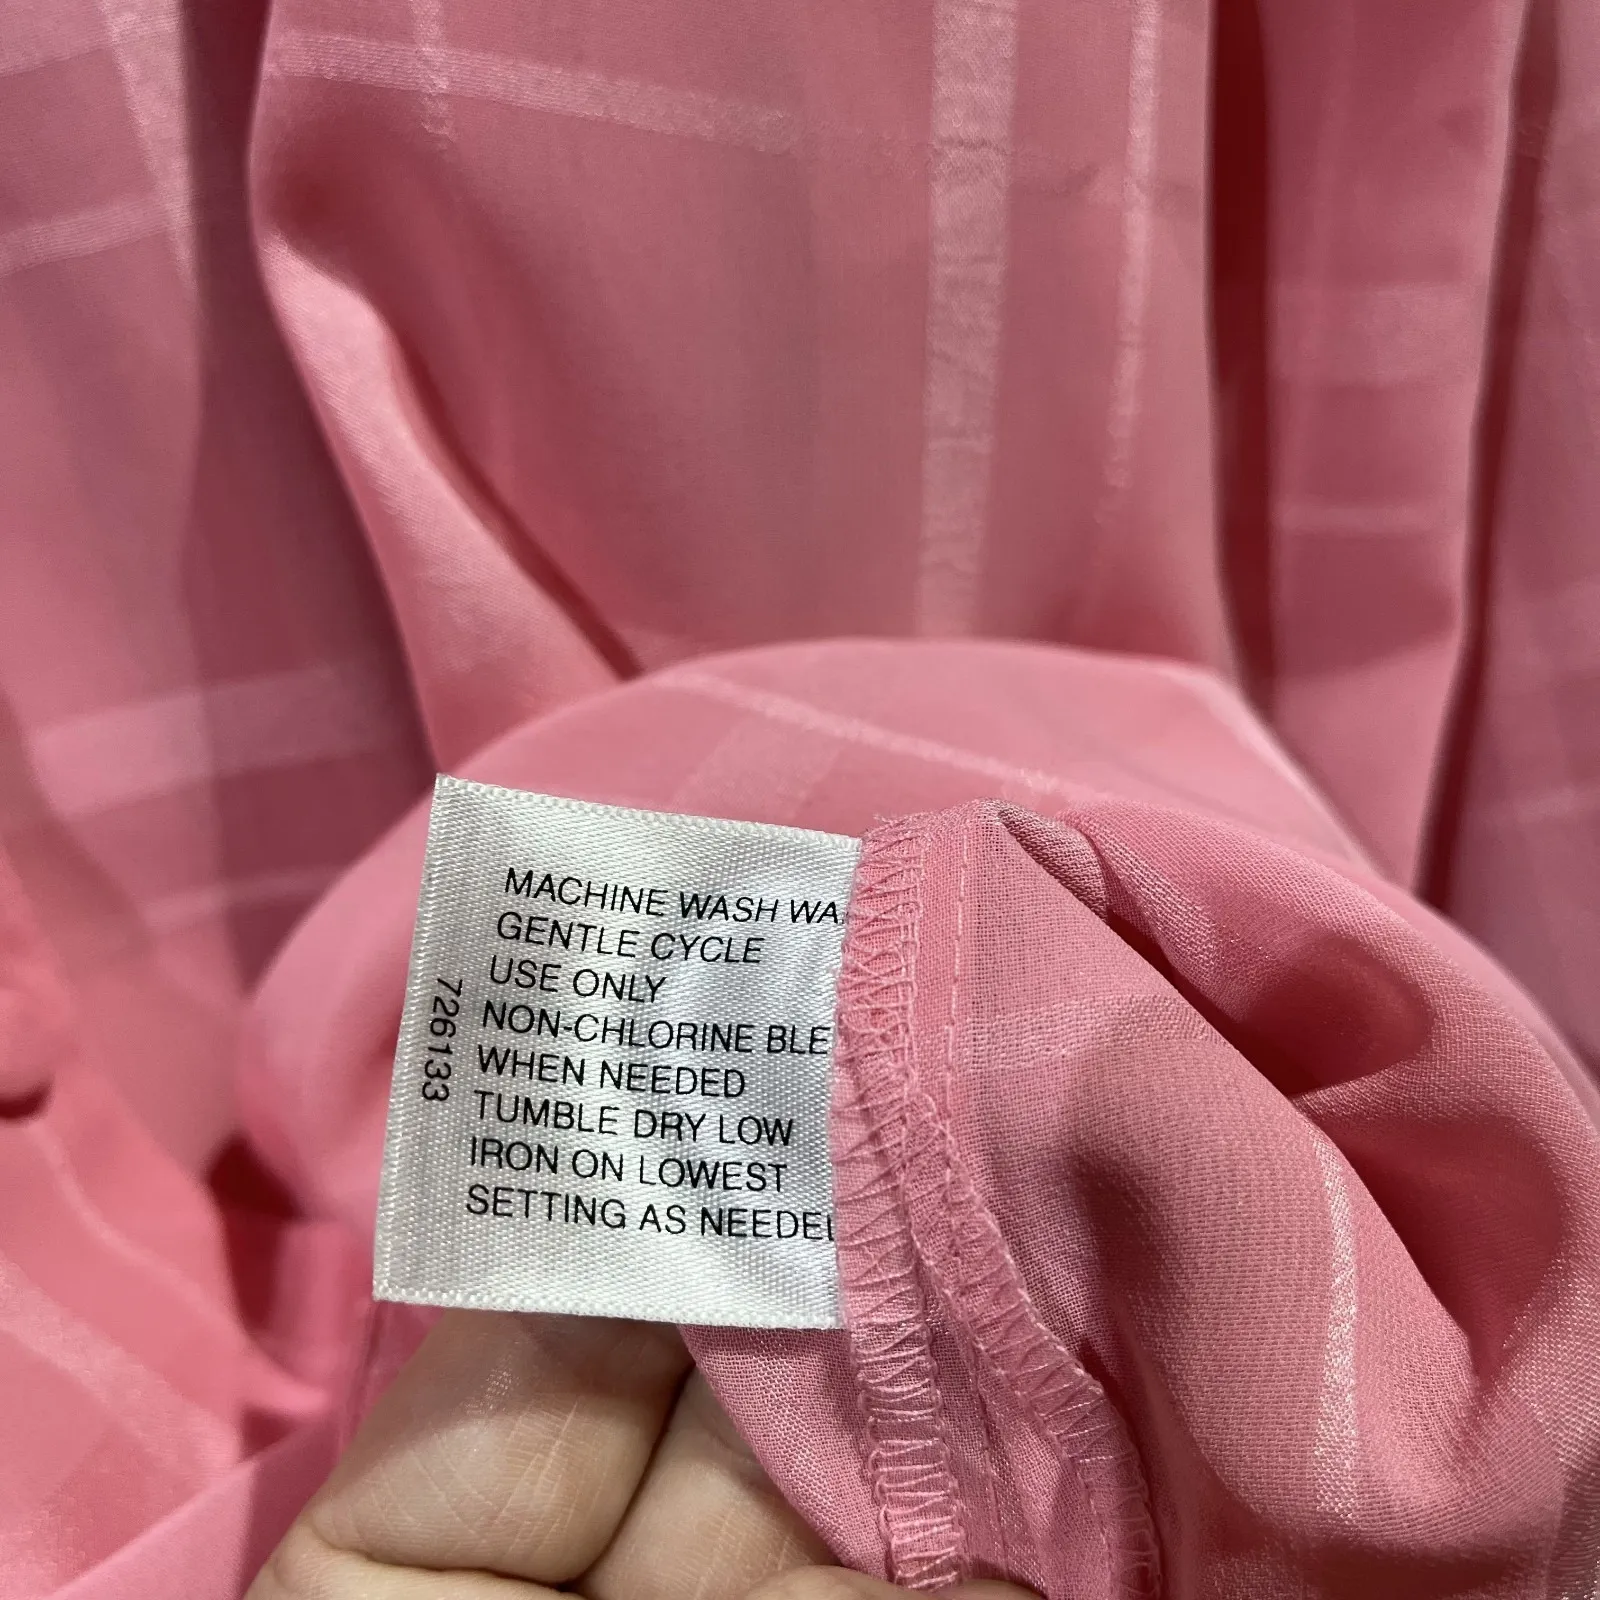 MACHINE WASH WA
GENTLE CYCLE
USE ONLY
NON-CHLORINE BLE
WHEN NEEDED
TUMBLE DRY LOW
IRON ON LOWEST
SETTING AS NEEDED
726133